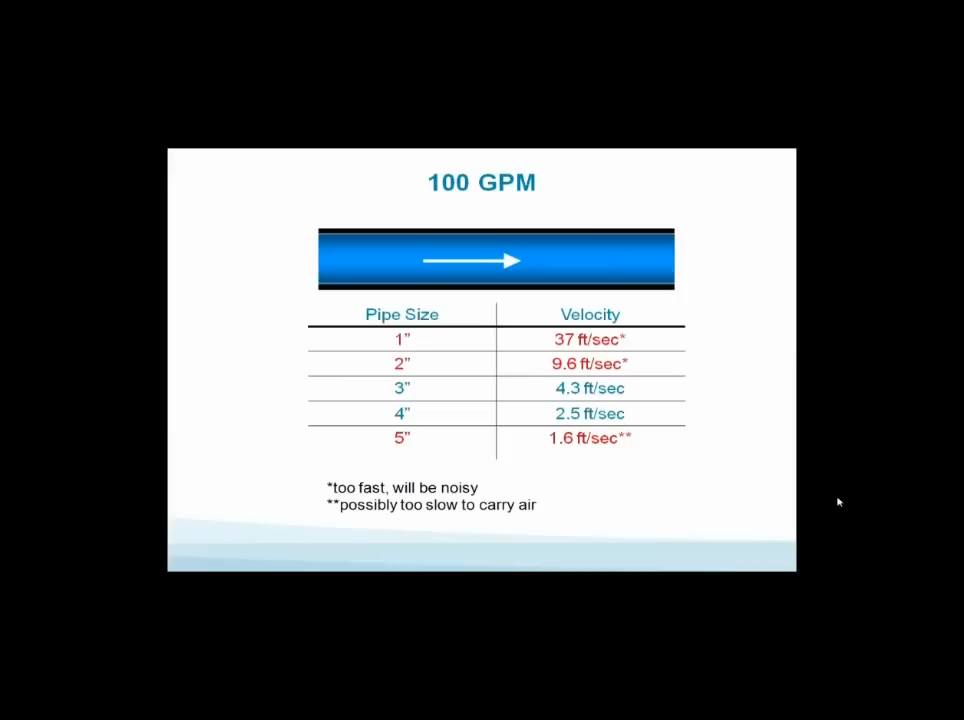 100 GPM
Pipe Size Velocity
1” 37 ft/sec*
2” 9.6 ft/sec*
3” 4.3 ft/sec
4” 2.5 ft/sec
5” 1.6 ft/sec**
*too fast, will be noisy
**possibly too slow to carry air